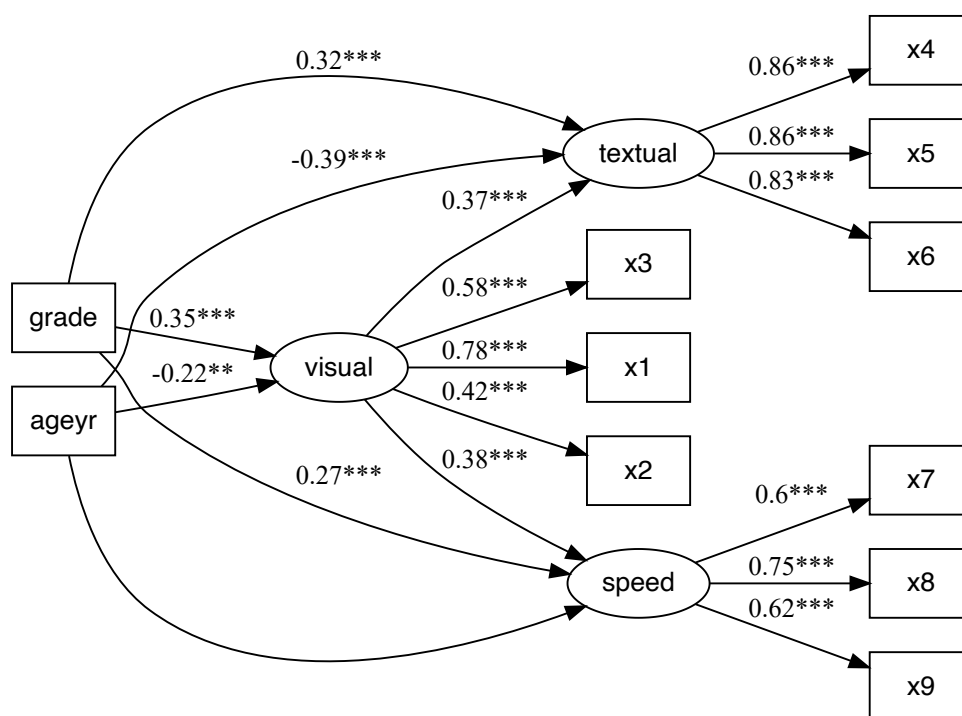 x4
0.32***
0.86***
-0.39***
textual
0.86***
x5
0.83***
0.37***
x6
x3
0.58***
grade
0.35***
visual
0.78***
x1
-0.22**
0.42***
ageyr
x2
0.38***
0.27***
x7
0.6***
speed
0.75***
x8
0.62***
x9